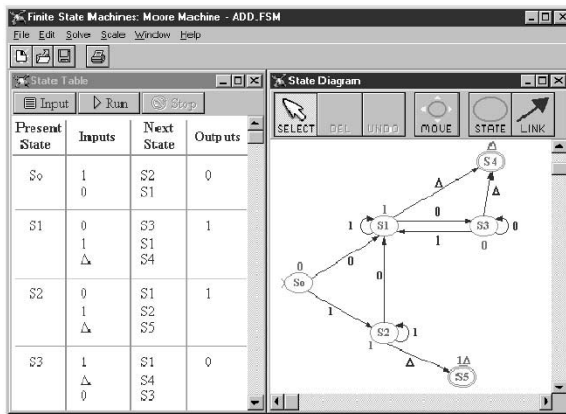 Finite State Machines: Moore Machine - ADD.FSM
File Edit Solver Scale Window Help
State Table
Input Run Stop
Present State Inputs Next State Outputs
So 1 S2 0
0 S1
S1 0 S3 1
1 S1
Δ S4
S2 0 S1 1
1 S2
Δ S5
S3 1 S1 0
Δ S4
0 S3
State Diagram
SELECT DEL UNDO MOVE STATE LINK
Δ
S4
Δ
Δ
1
0
1 S1 S3 0
1
0
0
0
0
So
1
S2 1
1
Δ
1Δ
S5